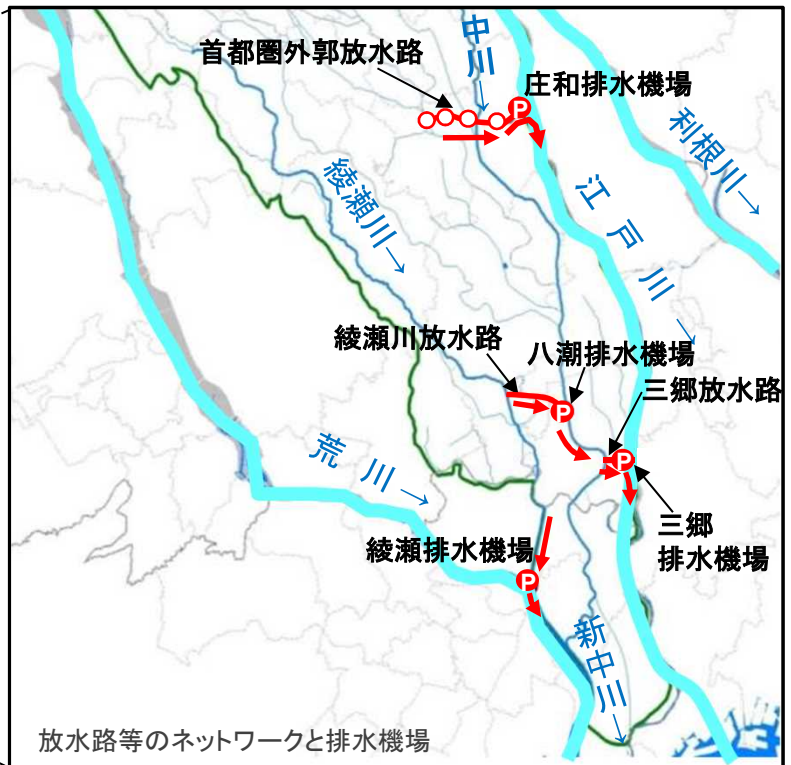 首都圏外郭放水路
中川→
庄和排水機場
P
利根川→
綾瀬川→
江戸川→
綾瀬川放水路
八潮排水機場
三郷放水路
P
P
荒川→
三郷
排水機場
綾瀬排水機場
P
新中川→
放水路等のネットワークと排水機場